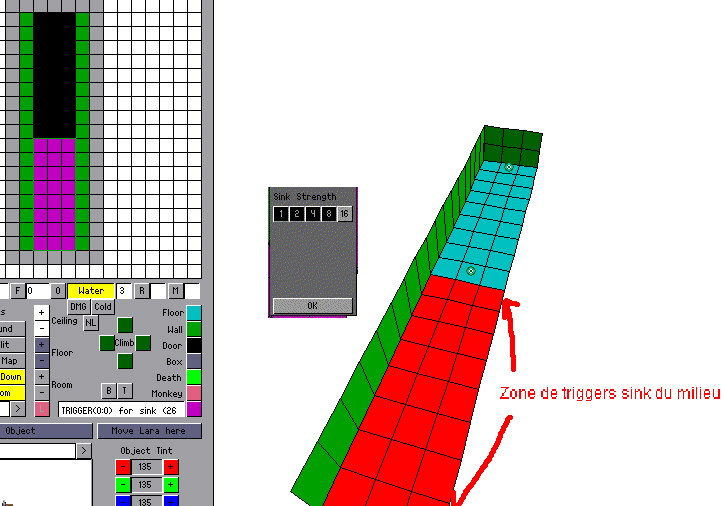 Sink Strength
1 2 4 8 16
OK
F 0 O Water 3 R M
s + DMG Cold Floor
- Ceiling NL Wall
und + Climb Door
lit - Floor Box
Map + Death
Down - Room B T Monkey
om
> TRIGGER(0:0) for sink (26
Object Move Lara here
> Object Tint
- 135 +
- 135 +
- 135 +
Zone de triggers sink du milieu